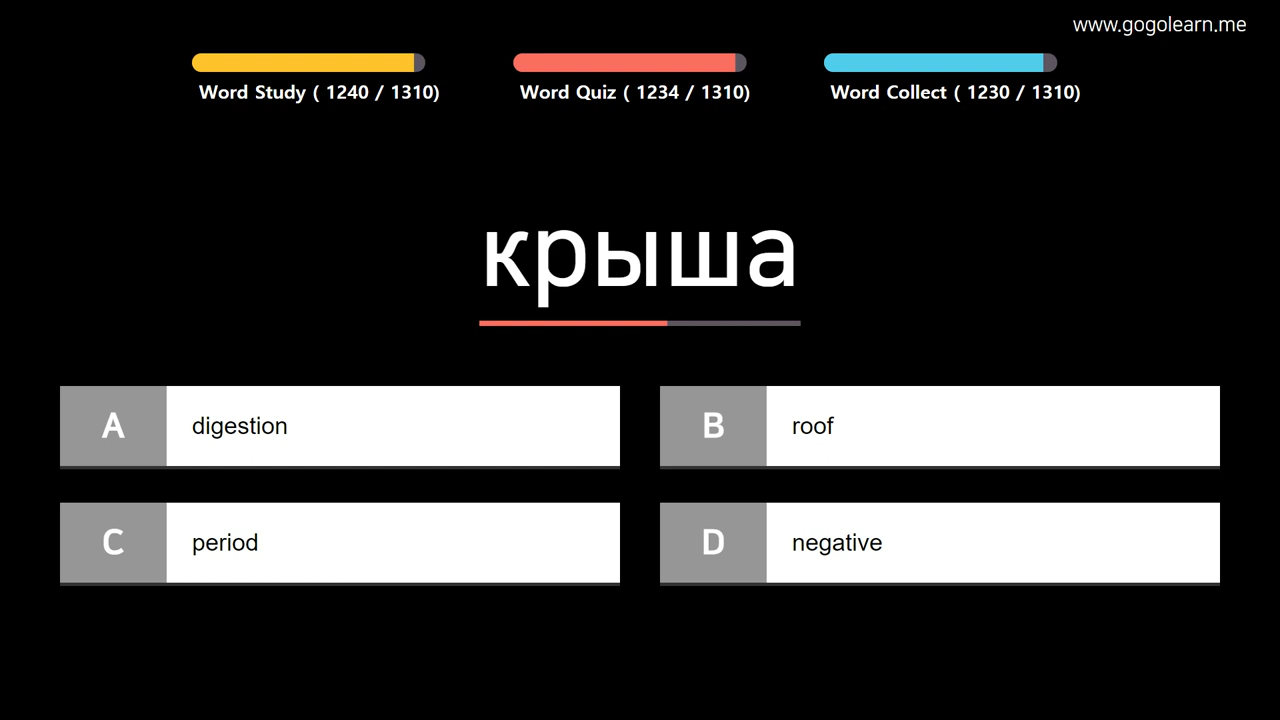 www.gogolearn.me
Word Study ( 1240 / 1310)
Word Quiz ( 1234 / 1310)
Word Collect ( 1230 / 1310)
крыша
A digestion
B roof
C period
D negative